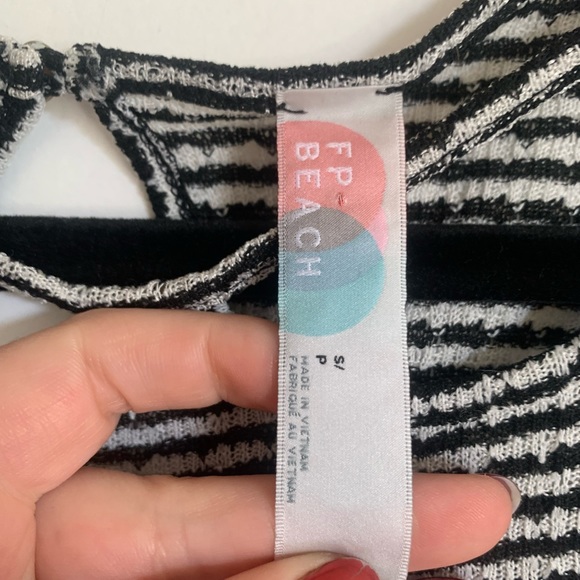 FP
BEACH
S/
P
MADE IN VIETNAM
FABRIQUÉ AU VIETNAM